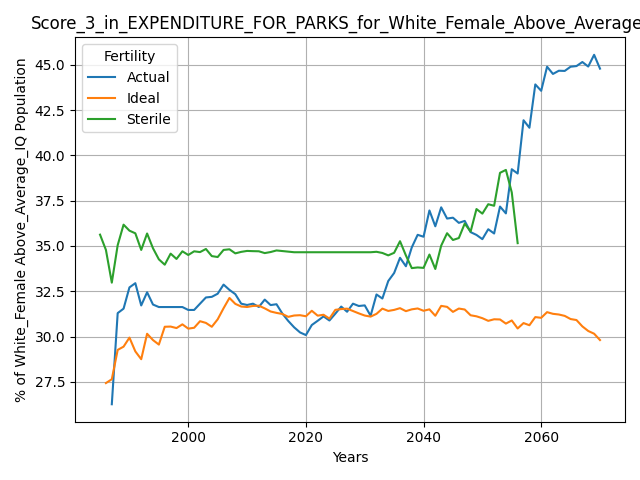 Score_3_in_EXPENDITURE_FOR_PARKS_for_White_Female_Above_Average
Fertility
Actual
Ideal
Sterile
% of White_Female Above_Average_IQ Population
45.0
42.5
40.0
37.5
35.0
32.5
30.0
27.5
2000
2020
2040
2060
Years